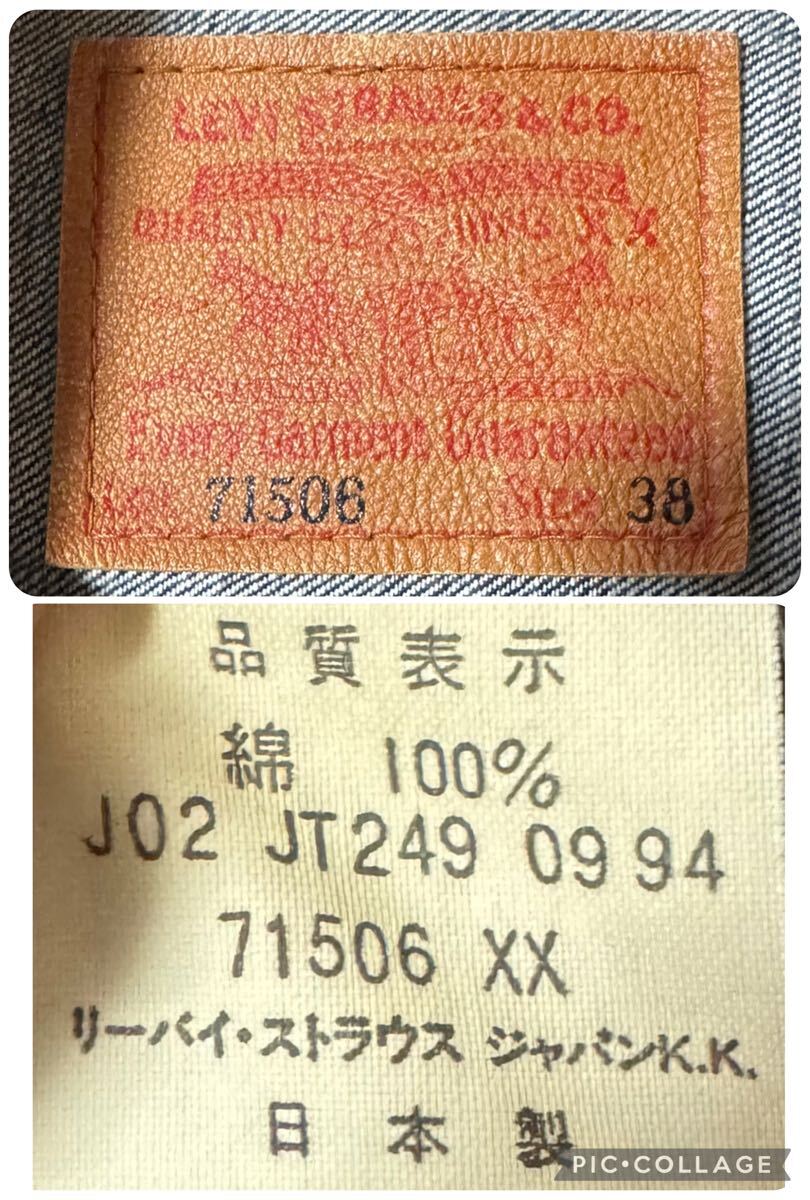 LEVI STRAUSS & CO.
QUALITY CLOTHING XX
Every Garment Guaranteed
Lot 71506 Size 38
品質表示
綿 100%
J02 JT249 0994
71506 XX
リーバイ・ストラウス ジャパンK.K.
日本製
PIC•COLLAGE